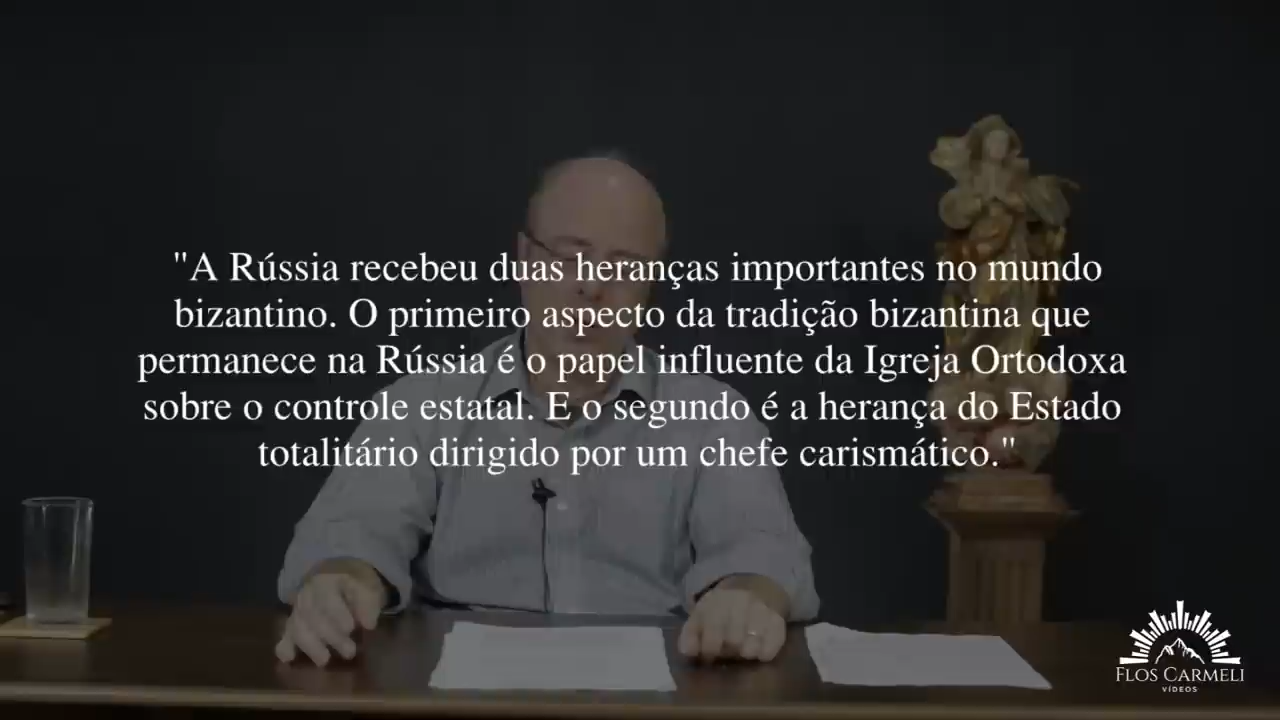 "A Rússia recebeu duas heranças importantes no mundo
bizantino. O primeiro aspecto da tradição bizantina que
permanece na Rússia é o papel influente da Igreja Ortodoxa
sobre o controle estatal. E o segundo é a herança do Estado
totalitário dirigido por um chefe carismático."
FLOS CARMELI
VÍDEOS